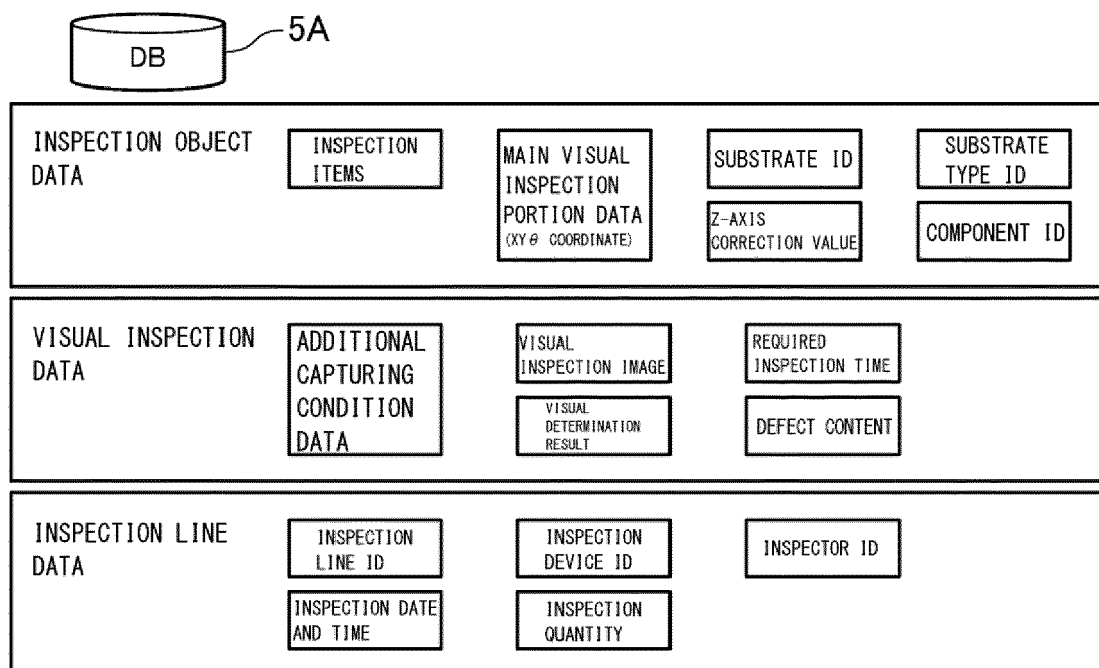 DB
5A
INSPECTION OBJECT
DATA
INSPECTION
ITEMS
MAIN VISUAL
INSPECTION
PORTION DATA
(XYθ COORDINATE)
SUBSTRATE ID
Z-AXIS
CORRECTION VALUE
SUBSTRATE
TYPE ID
COMPONENT ID
VISUAL INSPECTION
DATA
ADDITIONAL
CAPTURING
CONDITION
DATA
VISUAL
INSPECTION IMAGE
VISUAL
DETERMINATION
RESULT
REQUIRED
INSPECTION TIME
DEFECT CONTENT
INSPECTION LINE
DATA
INSPECTION
LINE ID
INSPECTION DATE
AND TIME
INSPECTION
DEVICE ID
INSPECTION
QUANTITY
INSPECTOR ID